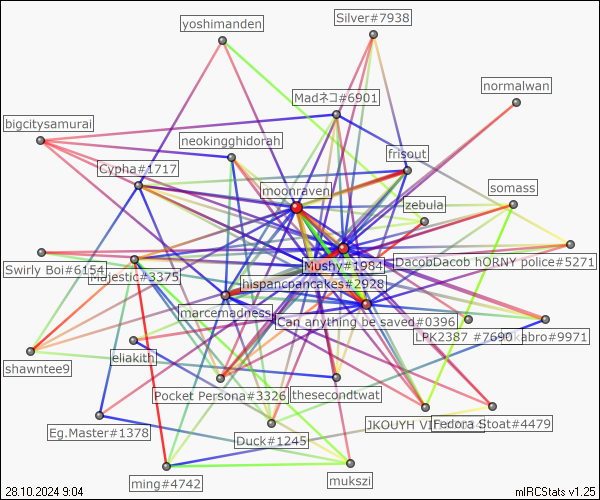 yoshimanden
Silver#7938
normalwan
Madネコ#6901
bigcitysamurai
neokingghidorah
frisout
Cypha#1717
moonraven
zebula
somass
Mushy#1984
DacobDacob hORNY police#5271
Swirly Boi#6154
Majestic#3375
hispancpancakes#2928
marcemadness
Can anything be saved#0396
LPK2387 #7690
abro#9971
eliakith
shawntee9
Pocket Persona#3326
thesecondtwat
JKOUYH
Fedora Stoat#4479
Eg.Master#1378
Duck#1245
ming#4742
mukszi
28.10.2024 9:04
mIRCStats v1.25